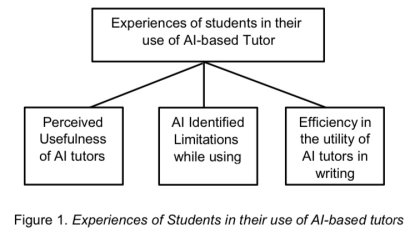 Experiences of students in their
use of AI-based Tutor
Perceived
Usefulness
of AI tutors
AI Identified
Limitations
while using
Efficiency in
the utility of
AI tutors in
writing
Figure 1. Experiences of Students in their use of AI-based tutors